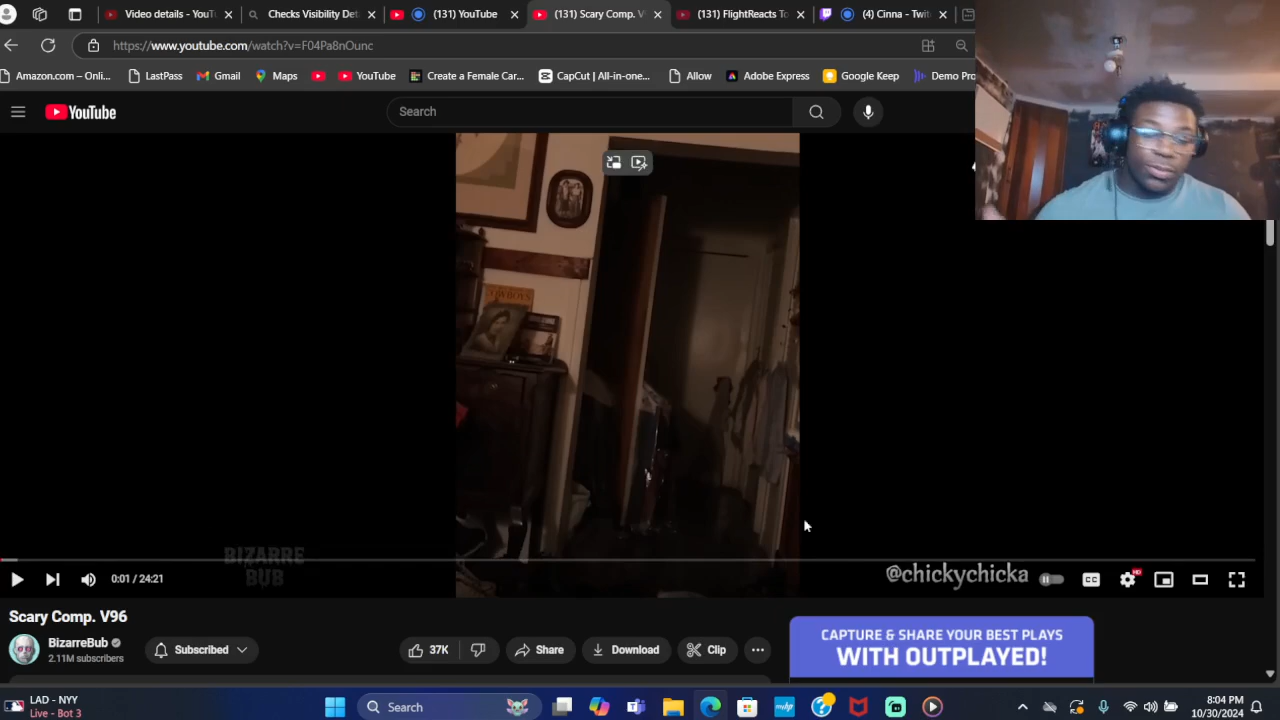 Video details - YouT
Checks Visibility Det
(131) YouTube
(131) Scary Comp. V
(131) FlightReacts To
(4) Cinna - Twit
https://www.youtube.com/watch?v=F04Pa8nOunc
Amazon.com – Onli...
LastPass
Gmail
Maps
YouTube
Create a Female Car...
CapCut | All-in-one...
Allow
Adobe Express
Google Keep
Demo Pro
YouTube
Search
BIZARRE
BUB
@chickychicka
0:01 / 24:21
CC
HD
Scary Comp. V96
BizarreBub
2.11M subscribers
Subscribed
37K
Share
Download
Clip
CAPTURE & SHARE YOUR BEST PLAYS
WITH OUTPLAYED!
LAD - NYY
Live - Bot 3
Search
8:04 PM
10/30/2024